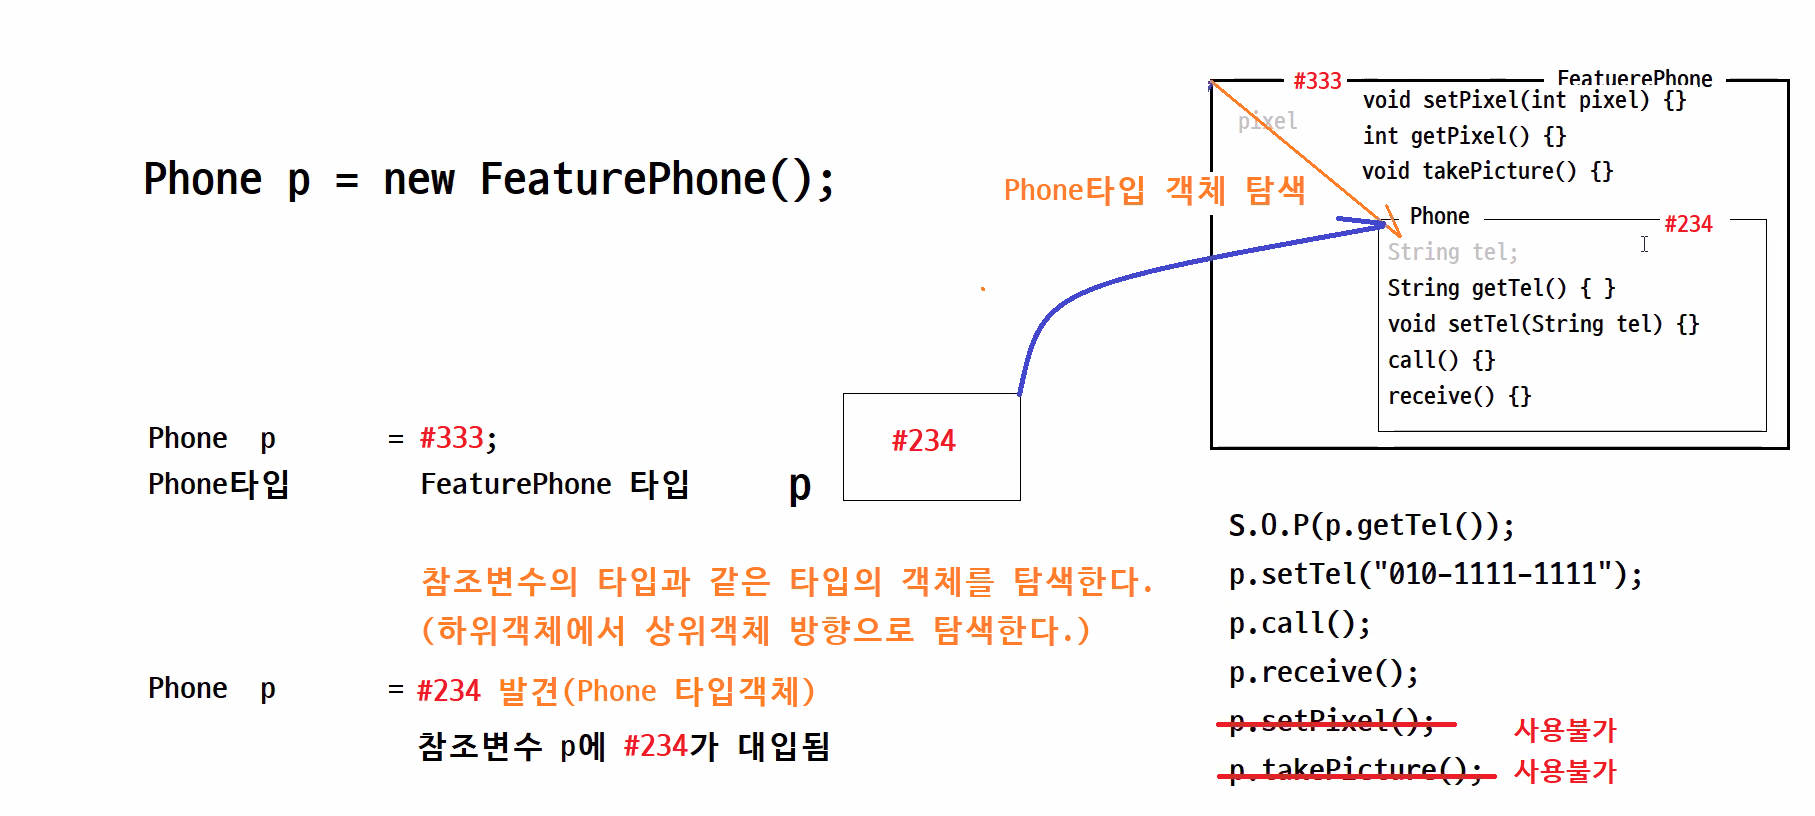 Phone p = new FeaturePhone();
#333
FeatuerePhone
pixel
void setPixel(int pixel) {}
int getPixel() {}
void takePicture() {}
Phone타입 객체 탐색
Phone
#234
String tel;
String getTel() { }
void setTel(String tel) {}
call() {}
receive() {}
Phone p = #333;
Phone타입 FeaturePhone 타입
p
#234
참조변수의 타입과 같은 타입의 객체를 탐색한다.
(하위객체에서 상위객체 방향으로 탐색한다.)
Phone p = #234 발견(Phone 타입객체)
참조변수 p에 #234가 대입됨
S.O.P(p.getTel());
p.setTel("010-1111-1111");
p.call();
p.receive();
p.setPixel(); 사용불가
p.takePicture(); 사용불가